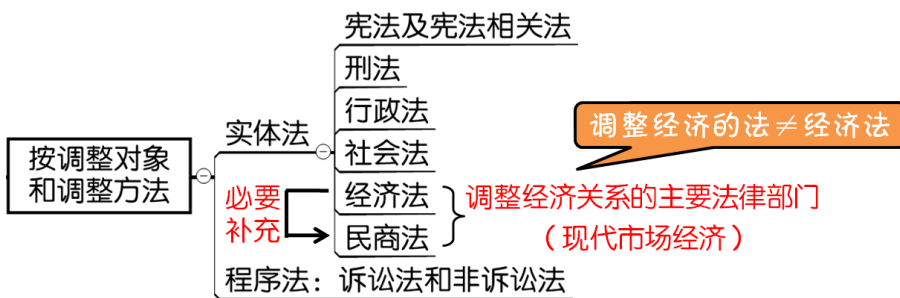 宪法及宪法相关法
刑法
行政法
调整经济的法≠经济法
实体法
社会法
按调整对象
和调整方法
必要
补充
经济法
民商法
调整经济关系的主要法律部门
（现代市场经济）
程序法：诉讼法和非诉讼法